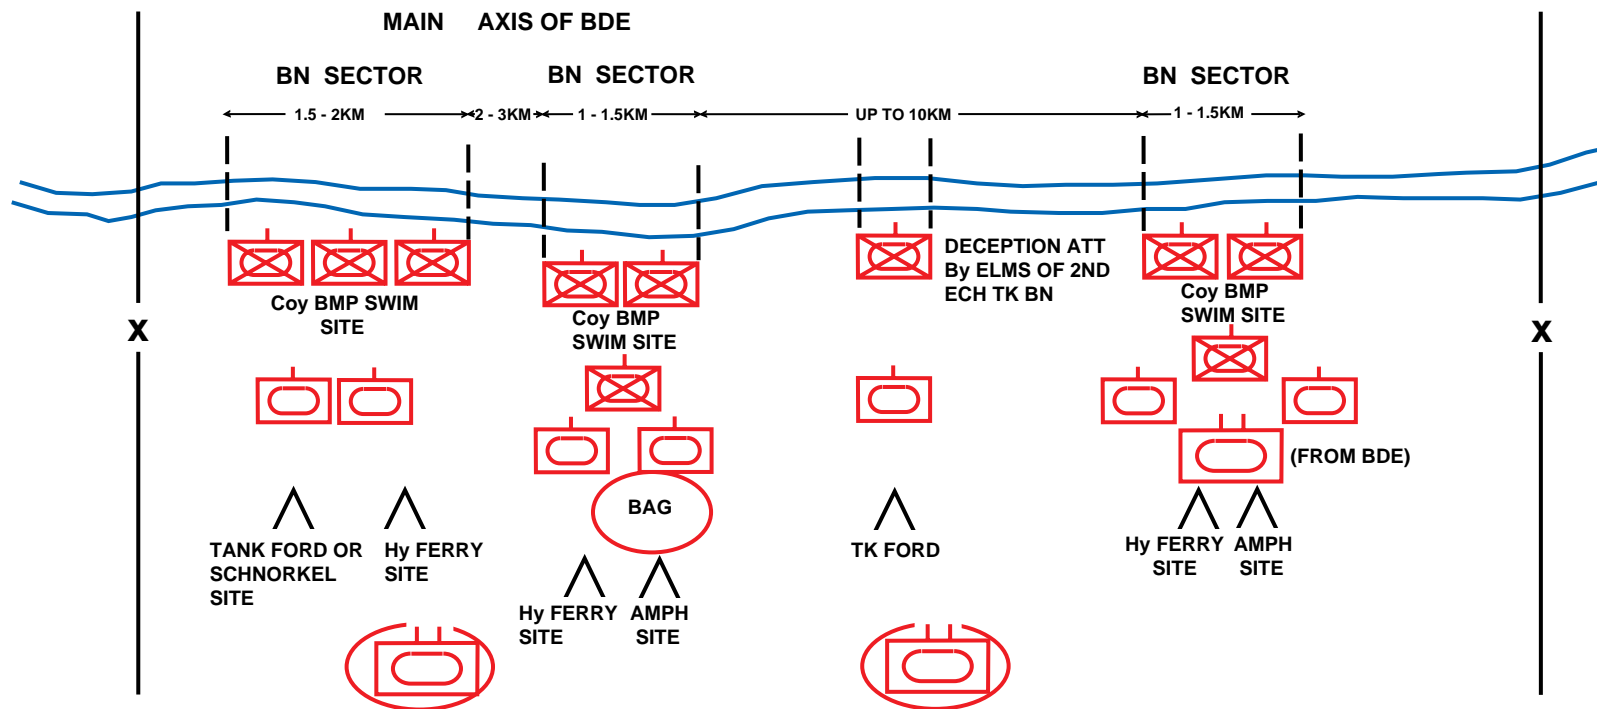 MAIN AXIS OF BDE
BN SECTOR
BN SECTOR
BN SECTOR
1.5 - 2KM
2 - 3KM
1 - 1.5KM
UP TO 10KM
1 - 1.5KM
Coy BMP SWIM
SITE
Coy BMP
SWIM SITE
DECEPTION ATT
By ELMS OF 2ND
ECH TK BN
Coy BMP
SWIM SITE
X
X
(FROM BDE)
BAG
TANK FORD OR
SCHNORKEL
SITE
Hy FERRY
SITE
Hy FERRY
SITE
AMPH
SITE
TK FORD
Hy FERRY
SITE
AMPH
SITE